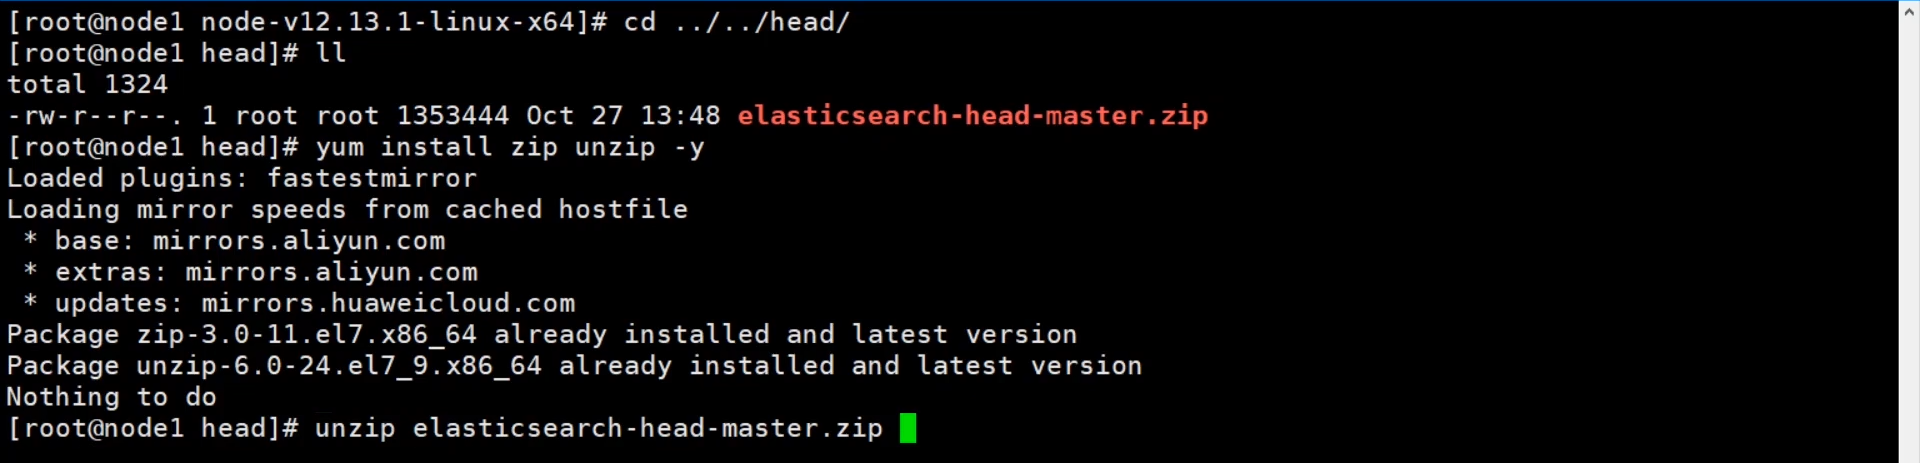 [root@node1 node-v12.13.1-linux-x64]# cd ../../head/
[root@node1 head]# ll
total 1324
-rw-r--r--. 1 root root 1353444 Oct 27 13:48 elasticsearch-head-master.zip
[root@node1 head]# yum install zip unzip -y
Loaded plugins: fastestmirror
Loading mirror speeds from cached hostfile
 * base: mirrors.aliyun.com
 * extras: mirrors.aliyun.com
 * updates: mirrors.huaweicloud.com
Package zip-3.0-11.el7.x86_64 already installed and latest version
Package unzip-6.0-24.el7_9.x86_64 already installed and latest version
Nothing to do
[root@node1 head]# unzip elasticsearch-head-master.zip